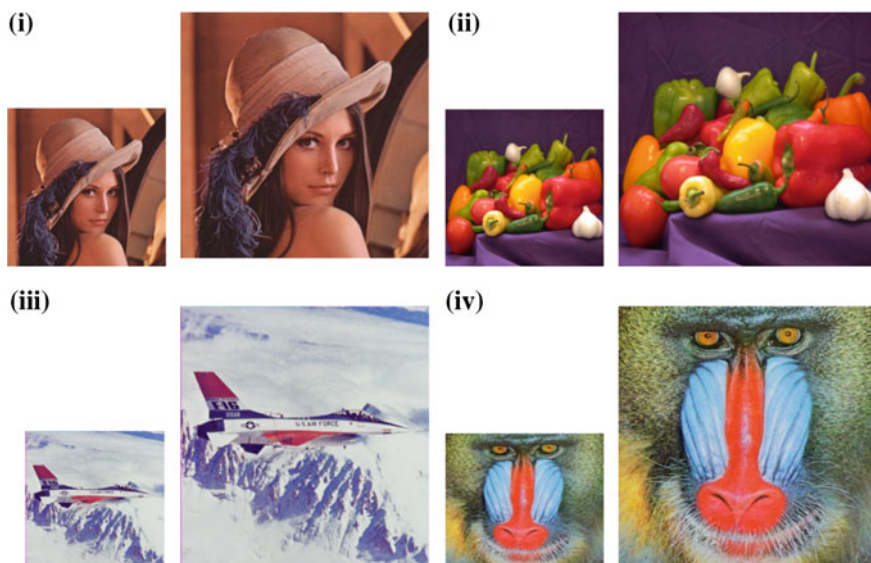 (i)
(ii)
(iii)
(iv)
F16
U.S. AIR FORCE